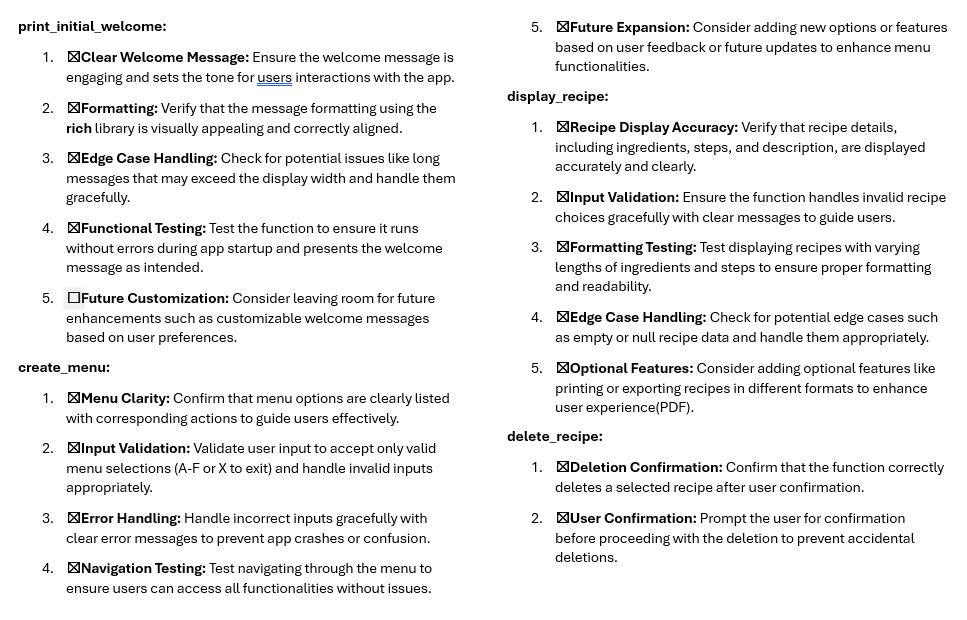 print_initial_welcome:
1. ☒Clear Welcome Message: Ensure the welcome message is
engaging and sets the tone for users interactions with the app.
2. ☒Formatting: Verify that the message formatting using the
rich library is visually appealing and correctly aligned.
3. ☒Edge Case Handling: Check for potential issues like long
messages that may exceed the display width and handle them
gracefully.
4. ☒Functional Testing: Test the function to ensure it runs
without errors during app startup and presents the welcome
message as intended.
5. ☐Future Customization: Consider leaving room for future
enhancements such as customizable welcome messages
based on user preferences.
create_menu:
1. ☒Menu Clarity: Confirm that menu options are clearly listed
with corresponding actions to guide users effectively.
2. ☒Input Validation: Validate user input to accept only valid
menu selections (A-F or X to exit) and handle invalid inputs
appropriately.
3. ☒Error Handling: Handle incorrect inputs gracefully with
clear error messages to prevent app crashes or confusion.
4. ☒Navigation Testing: Test navigating through the menu to
ensure users can access all functionalities without issues.
5. ☒Future Expansion: Consider adding new options or features
based on user feedback or future updates to enhance menu
functionalities.
display_recipe:
1. ☒Recipe Display Accuracy: Verify that recipe details,
including ingredients, steps, and description, are displayed
accurately and clearly.
2. ☒Input Validation: Ensure the function handles invalid recipe
choices gracefully with clear messages to guide users.
3. ☒Formatting Testing: Test displaying recipes with varying
lengths of ingredients and steps to ensure proper formatting
and readability.
4. ☒Edge Case Handling: Check for potential edge cases such
as empty or null recipe data and handle them appropriately.
5. ☒Optional Features: Consider adding optional features like
printing or exporting recipes in different formats to enhance
user experience(PDF).
delete_recipe:
1. ☒Deletion Confirmation: Confirm that the function correctly
deletes a selected recipe after user confirmation.
2. ☒User Confirmation: Prompt the user for confirmation
before proceeding with the deletion to prevent accidental
deletions.